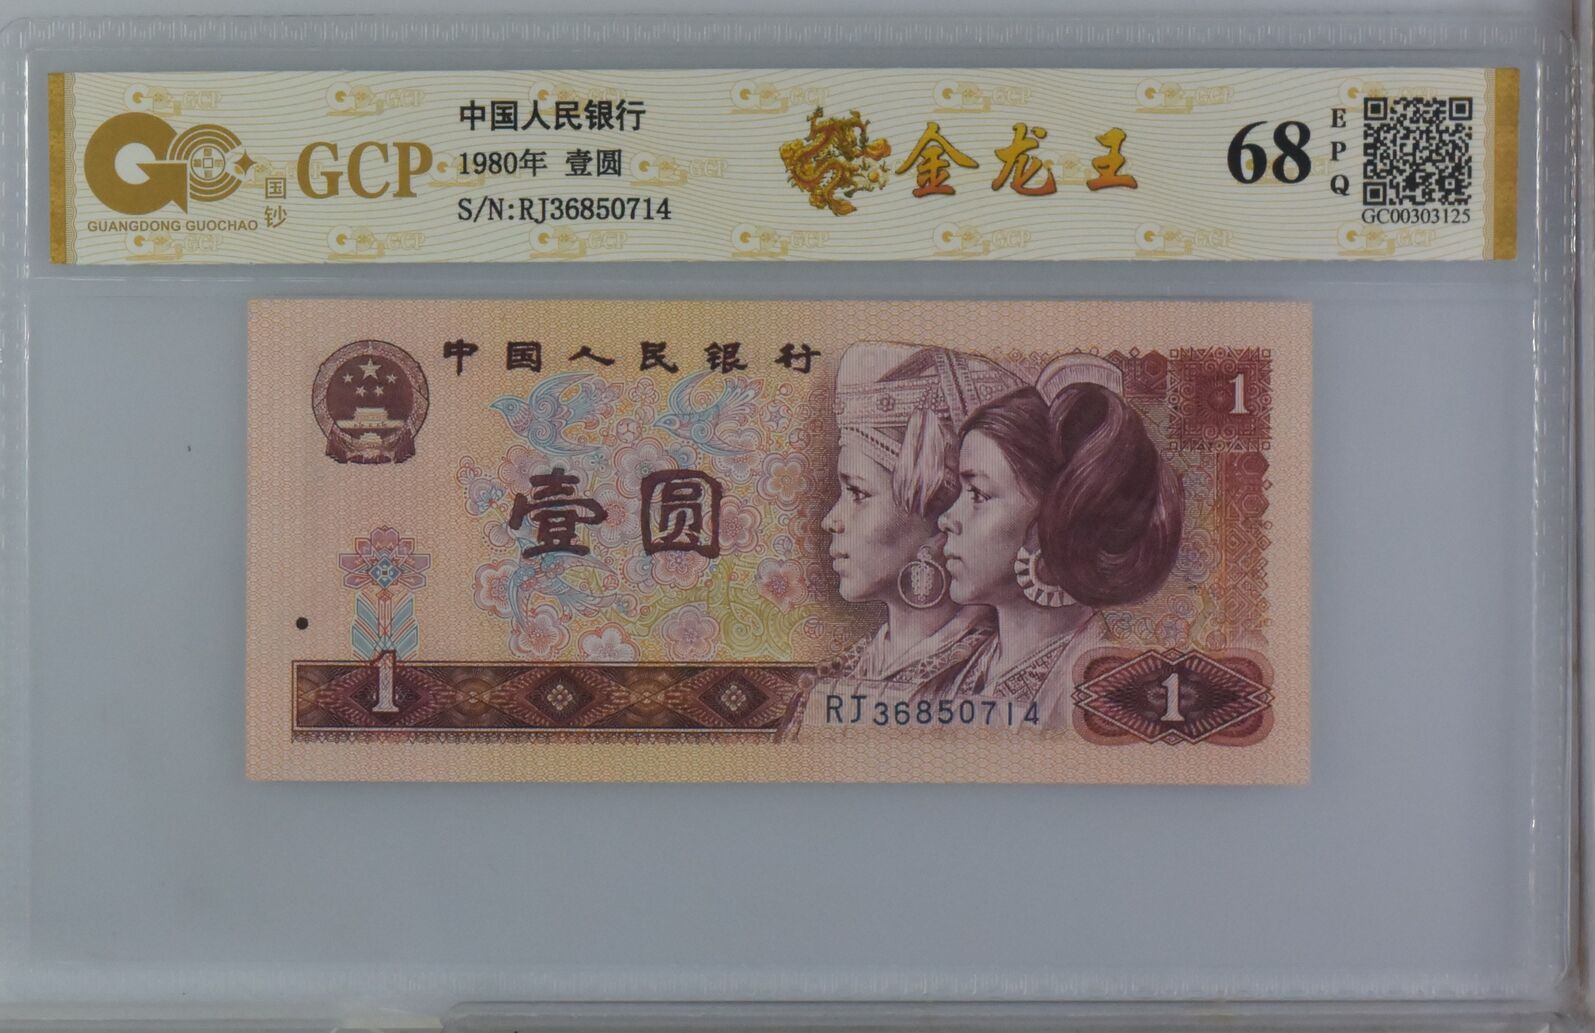 GUANGDONG GUOCHAO
国钞
GCP
中国人民银行
1980年 壹圆
S/N:RJ36850714
金龙王
68
EPQ
GC00303125
中国人民银行
1
壹圆
1
RJ36850714
1